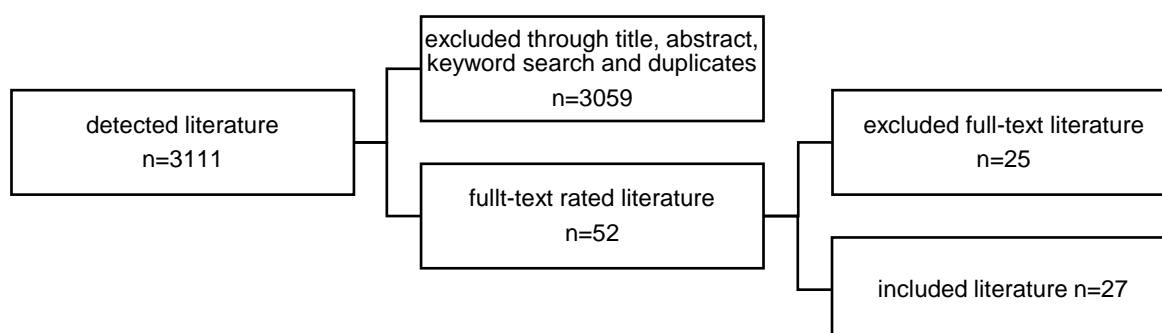 detected literature
n=3111
excluded through title, abstract,
keyword search and duplicates
n=3059
fullt-text rated literature
n=52
excluded full-text literature
n=25
included literature n=27